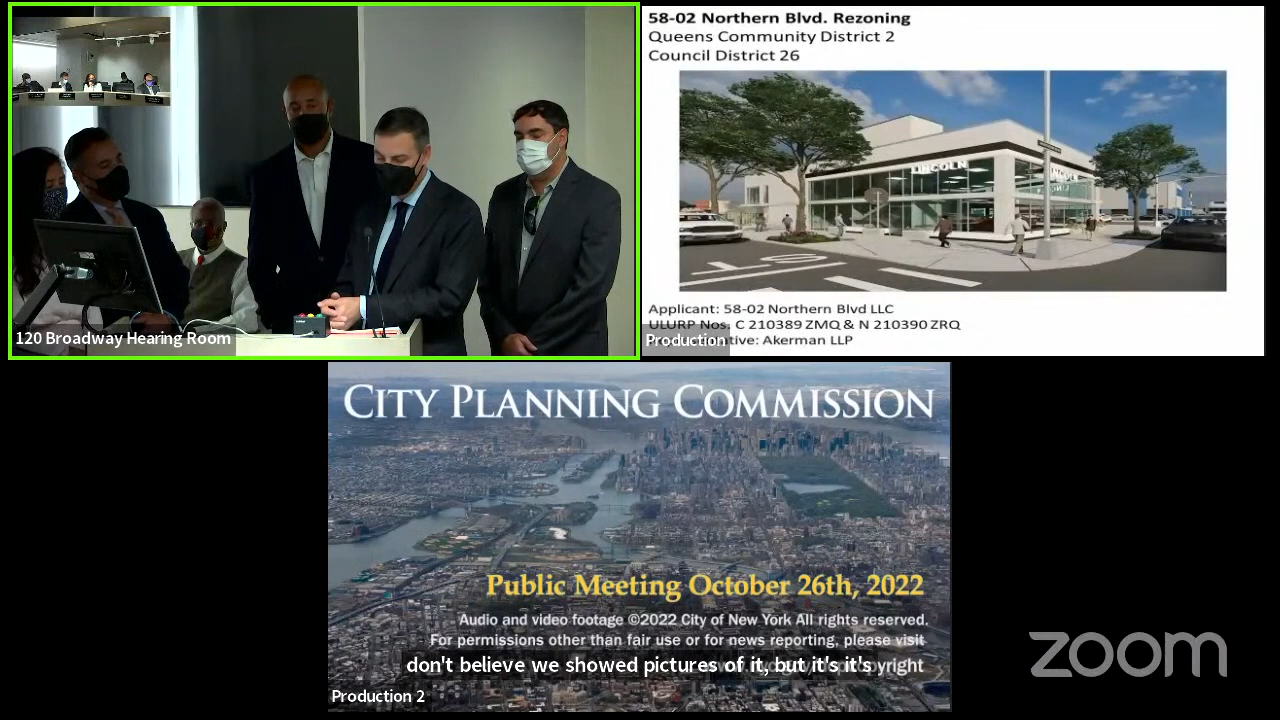 58-02 Northern Blvd. Rezoning
Queens Community District 2
Council District 26
LINCOLN
Applicant: 58-02 Northern Blvd LLC
ULURP Nos. C 210389 ZMQ & N 210390 ZRQ
tive: Akerman LLP
120 Broadway Hearing Room
Production
CITY PLANNING COMMISSION
Public Meeting October 26th, 2022
Audio and video footage ©2022 City of New York All rights reserved.
For permissions other than fair use or for news reporting, please visit
don't believe we showed pictures of it, but it's it's
yright
Production 2
zoom